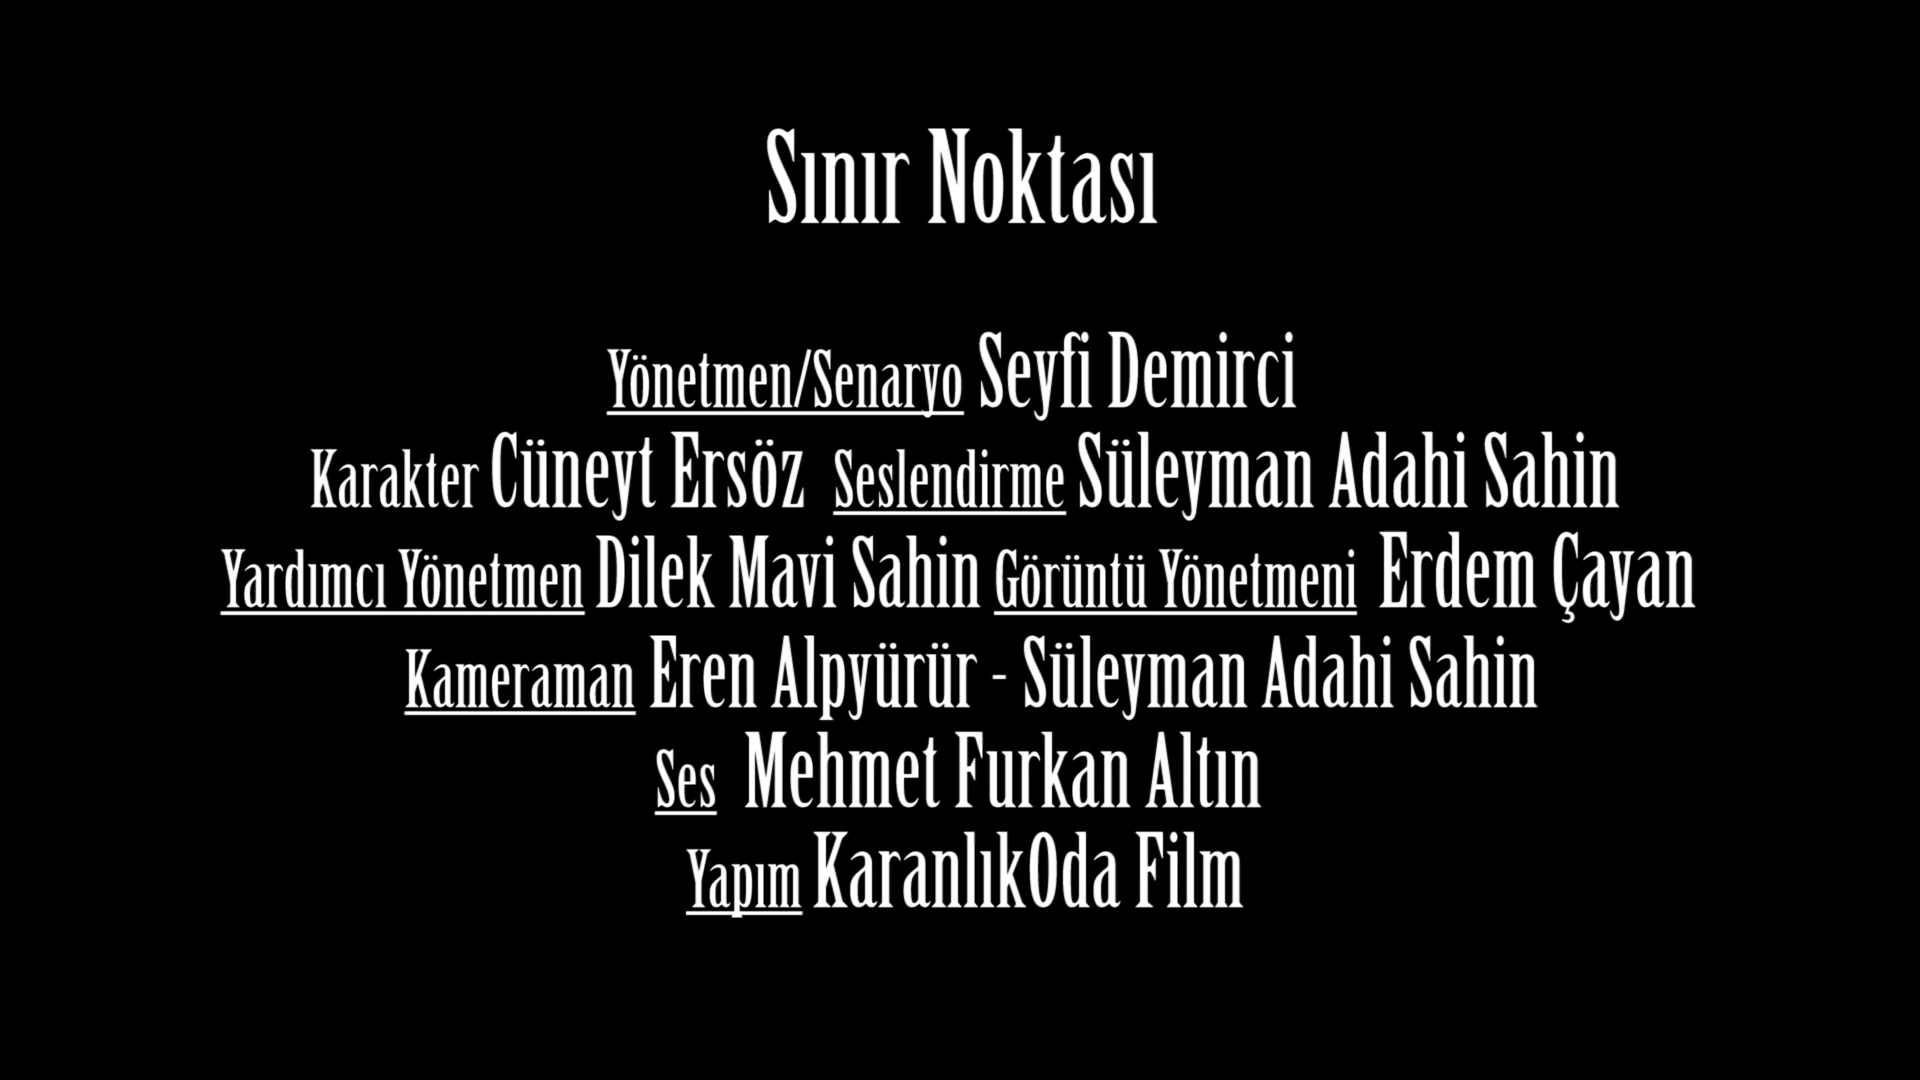 Sınır Noktası
Yönetmen/Senaryo Seyfi Demirci
Karakter Cüneyt Ersöz Seslendirme Süleyman Adahi Sahin
Yardımcı Yönetmen Dilek Mavi Sahin Görüntü Yönetmeni Erdem Çayan
Kameraman Eren Alpyürür - Süleyman Adahi Sahin
Ses Mehmet Furkan Altın
Yapım KaranlıkOda Film